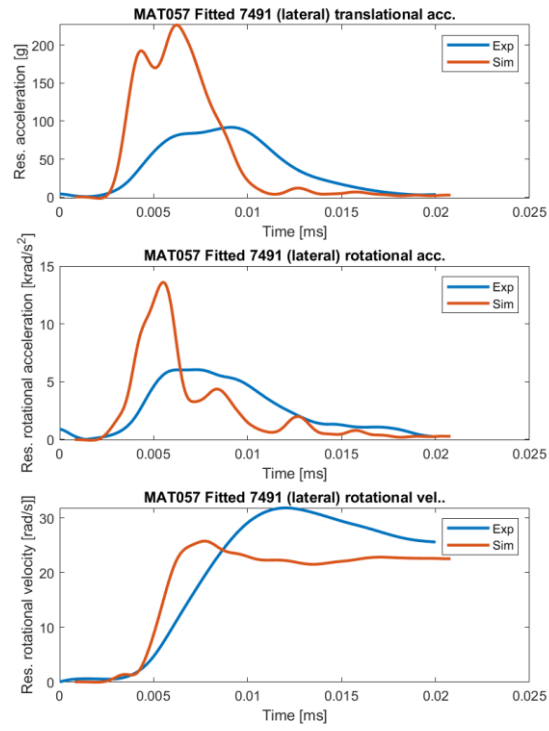 MAT057 Fitted 7491 (lateral) translational acc.
Res. acceleration [g]
200
150
100
50
0
Exp
Sim
0 0.005 0.01 0.015 0.02 0.025
Time [ms]
MAT057 Fitted 7491 (lateral) rotational acc.
Res. rotational acceleration [krad/s²]
15
10
5
0
Exp
Sim
0 0.005 0.01 0.015 0.02 0.025
Time [ms]
MAT057 Fitted 7491 (lateral) rotational vel..
Res. rotational velocity [rad/s]]
30
20
10
0
Exp
Sim
0 0.005 0.01 0.015 0.02 0.025
Time [ms]